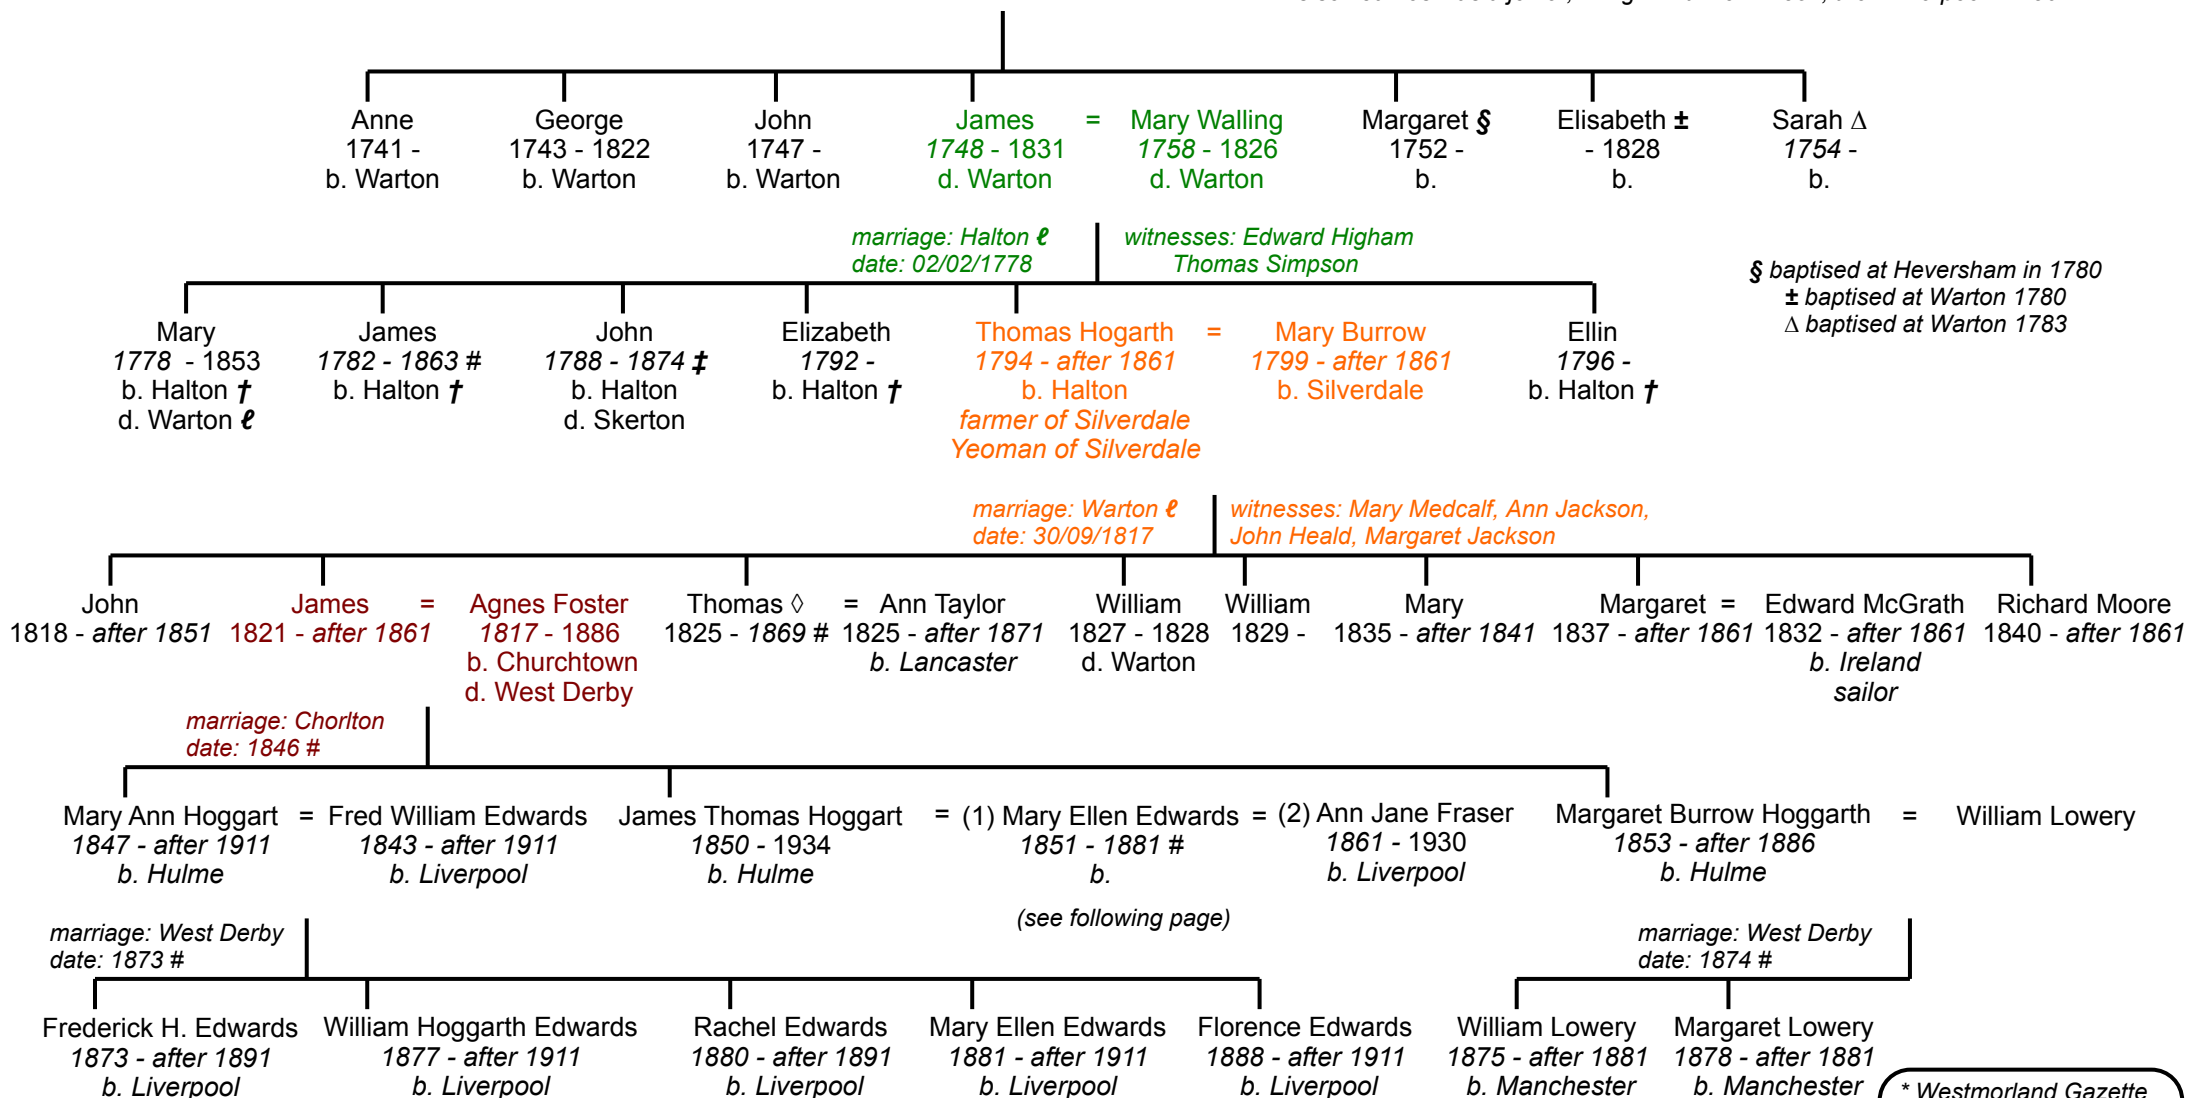 Anne George John James = Mary Walling Margaret § Elisabeth ± Sarah Δ
1741 - 1743 - 1822 1747 - 1748 - 1831 1758 - 1826 1752 - - 1828 1754 -
b. Warton b. Warton b. Warton d. Warton d. Warton b. b. b.
marriage: Halton ℓ witnesses: Edward Higham
date: 02/02/1778 Thomas Simpson
§ baptised at Heversham in 1780
± baptised at Warton 1780
Δ baptised at Warton 1783
Mary James John Elizabeth Thomas Hogarth = Mary Burrow Ellin
1778 - 1853 1782 - 1863 # 1788 - 1874 ‡ 1792 - 1794 - after 1861 1799 - after 1861 1796 -
b. Halton † b. Halton † b. Halton b. Halton † b. Halton b. Silverdale b. Halton †
d. Warton ℓ d. Skerton farmer of Silverdale
Yeoman of Silverdale
marriage: Warton ℓ witnesses: Mary Medcalf, Ann Jackson,
date: 30/09/1817 John Heald, Margaret Jackson
John James = Agnes Foster Thomas ◊ = Ann Taylor William William Mary Margaret = Edward McGrath Richard Moore
1818 - after 1851 1821 - after 1861 1817 - 1886 1825 - 1869 # 1825 - after 1871 1827 - 1828 1829 - 1835 - after 1841 1837 - after 1861 1832 - after 1861 1840 - after 1861
b. Churchtown b. Lancaster d. Warton b. Ireland
d. West Derby sailor
marriage: Chorlton
date: 1846 #
Mary Ann Hoggart = Fred William Edwards James Thomas Hoggart = (1) Mary Ellen Edwards = (2) Ann Jane Fraser Margaret Burrow Hoggarth = William Lowery
1847 - after 1911 1843 - after 1911 1850 - 1934 1851 - 1881 # 1861 - 1930 1853 - after 1886
b. Hulme b. Liverpool b. Hulme b. b. Liverpool b. Hulme
(see following page)
marriage: West Derby marriage: West Derby
date: 1873 # date: 1874 #
Frederick H. Edwards William Hoggarth Edwards Rachel Edwards Mary Ellen Edwards Florence Edwards William Lowery Margaret Lowery
1873 - after 1891 1877 - after 1911 1880 - after 1891 1881 - after 1911 1888 - after 1911 1875 - after 1881 1878 - after 1881
b. Liverpool b. Liverpool b. Liverpool b. Liverpool b. Liverpool b. Manchester b. Manchester
* Westmorland Gazette